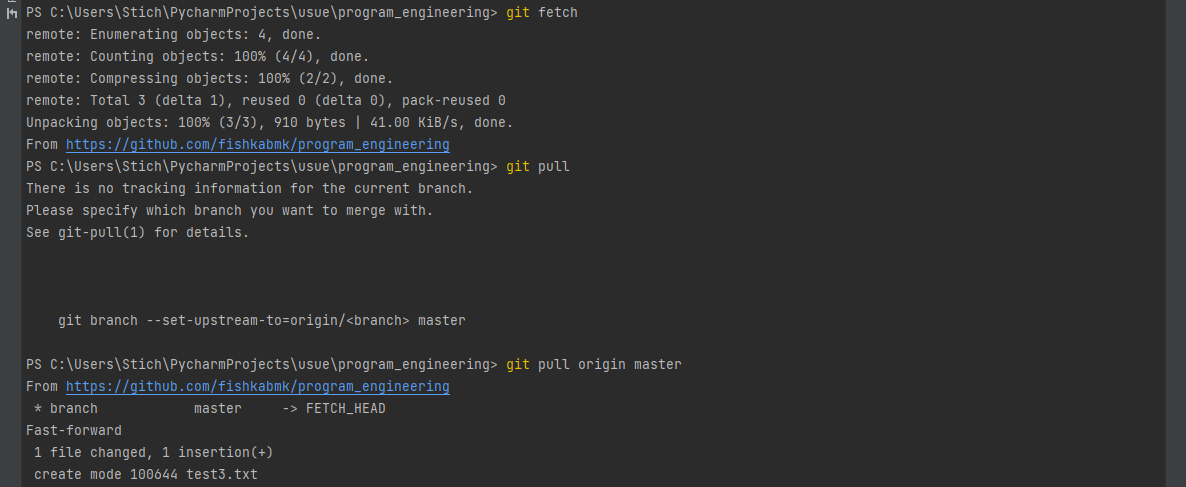 PS C:\Users\Stich\PycharmProjects\usue\program_engineering> git fetch
remote: Enumerating objects: 4, done.
remote: Counting objects: 100% (4/4), done.
remote: Compressing objects: 100% (2/2), done.
remote: Total 3 (delta 1), reused 0 (delta 0), pack-reused 0
Unpacking objects: 100% (3/3), 910 bytes | 41.00 KiB/s, done.
From https://github.com/fishkabmk/program_engineering
PS C:\Users\Stich\PycharmProjects\usue\program_engineering> git pull
There is no tracking information for the current branch.
Please specify which branch you want to merge with.
See git-pull(1) for details.
git branch --set-upstream-to=origin/<branch> master
PS C:\Users\Stich\PycharmProjects\usue\program_engineering> git pull origin master
From https://github.com/fishkabmk/program_engineering
* branch            master     -> FETCH_HEAD
Fast-forward
1 file changed, 1 insertion(+)
create mode 100644 test3.txt